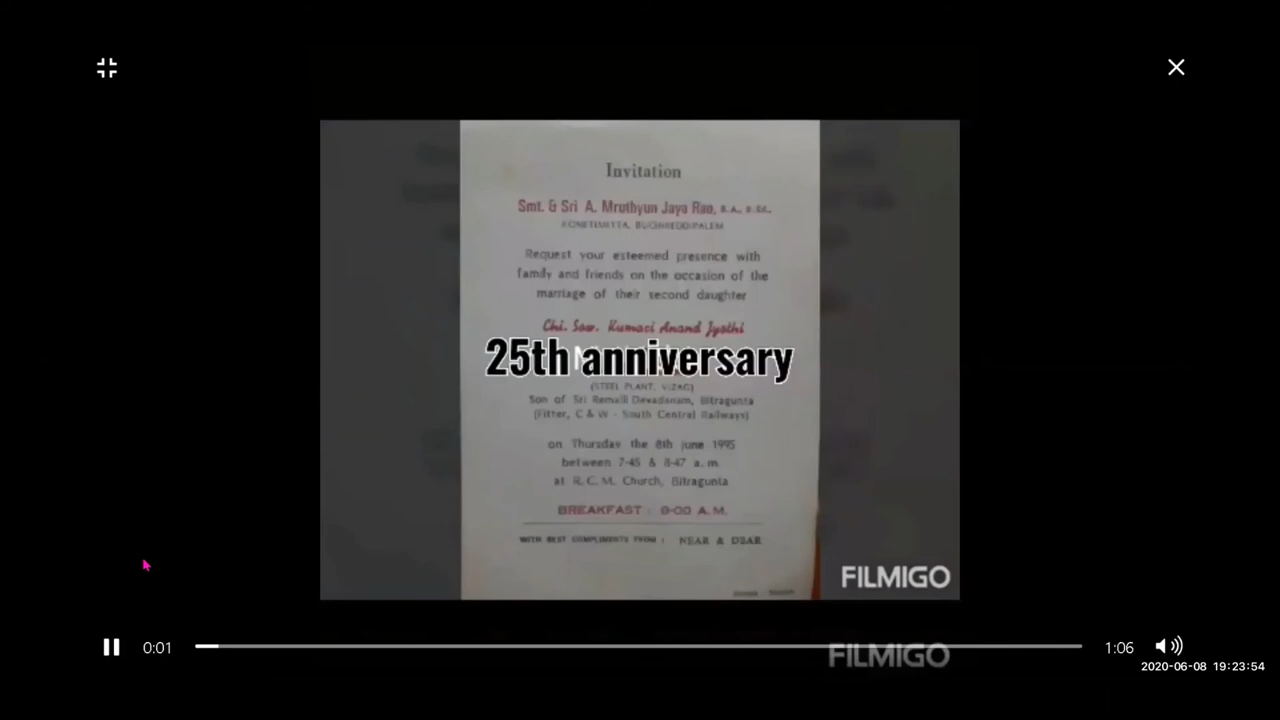 Invitation
Smt. & Sri A. Mruthyun Jaya Rao, B.A., B.Ed.,
Request your esteemed presence with
family and friends on the occasion of the
marriage of their second daughter
Chi. Sow. Kumari Anand Jyothi
25th anniversary
(STEEL PLANT, VIZAG)
Son of Sri Remalli Devadanam, Bitragunta
(Fitter, C & W - South Central Railways)
on Thursday the 8th june 1995
between 7-45 & 8-47 a.m.
at R.C.M. Church, Bitragunta
BREAKFAST : 9-00 A.M.
WITH BEST COMPLIMENTS FROM : NEAR & DEAR
FILMIGO
0:01
1:06
FILMIGO
2020-06-08 19:23:54